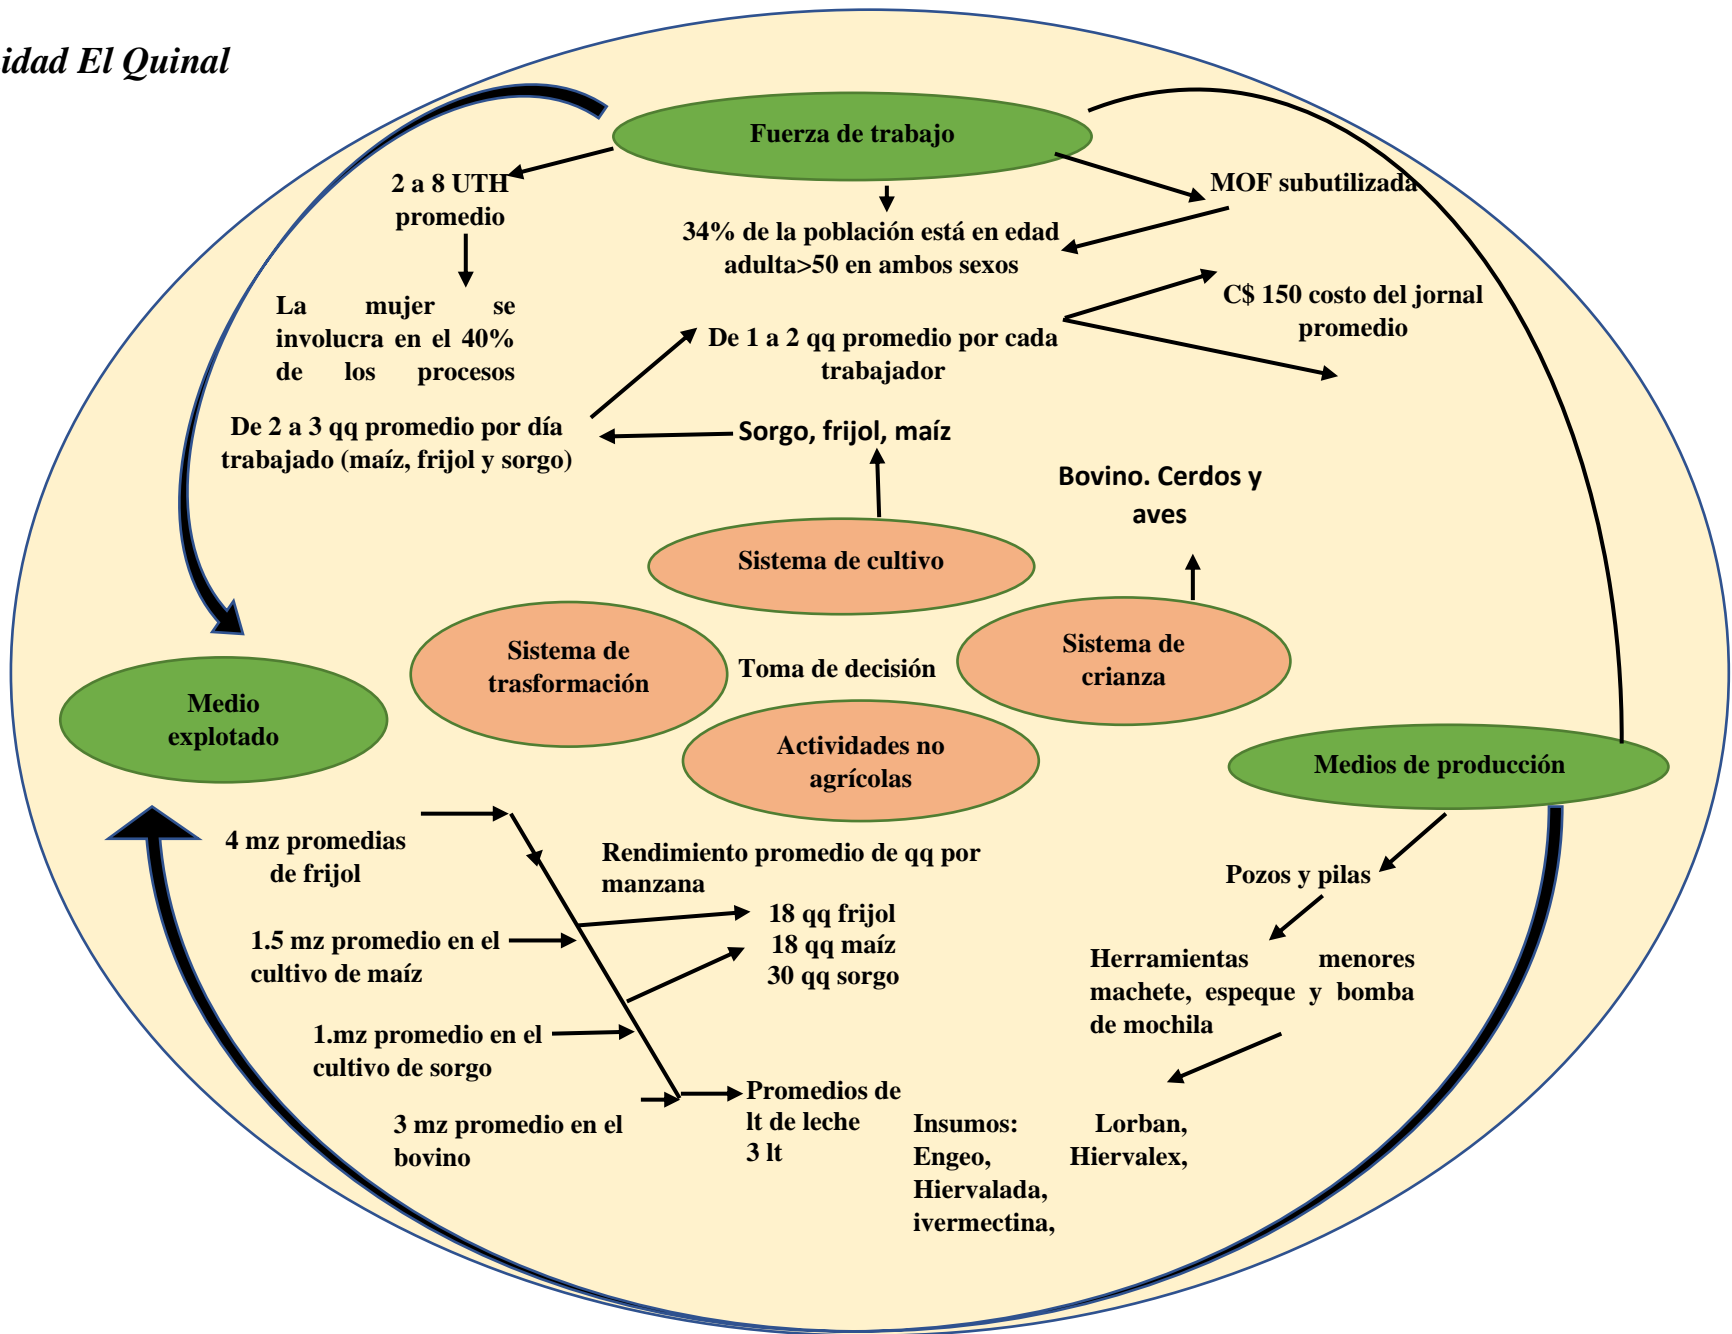 idad El Quinal
Fuerza de trabajo
2 a 8 UTH
promedio
MOF subutilizada
34% de la población está en edad
adulta>50 en ambos sexos
La mujer se
involucra en el 40%
de los procesos
C$ 150 costo del jornal
promedio
De 1 a 2 qq promedio por cada
trabajador
De 2 a 3 qq promedio por día
trabajado (maíz, frijol y sorgo)
Sorgo, frijol, maíz
Bovino. Cerdos y
aves
Sistema de cultivo
Sistema de
trasformación
Toma de decisión
Sistema de
crianza
Medio
explotado
Actividades no
agrícolas
Medios de producción
4 mz promedias
de frijol
Rendimiento promedio de qq por
manzana
18 qq frijol
18 qq maíz
30 qq sorgo
1.5 mz promedio en el
cultivo de maíz
1.mz promedio en el
cultivo de sorgo
3 mz promedio en el
bovino
Promedios de
lt de leche
3 lt
Pozos y pilas
Herramientas menores
machete, espeque y bomba
de mochila
Insumos: Lorban,
Engeo, Hiervalex,
Hiervalada,
ivermectina,